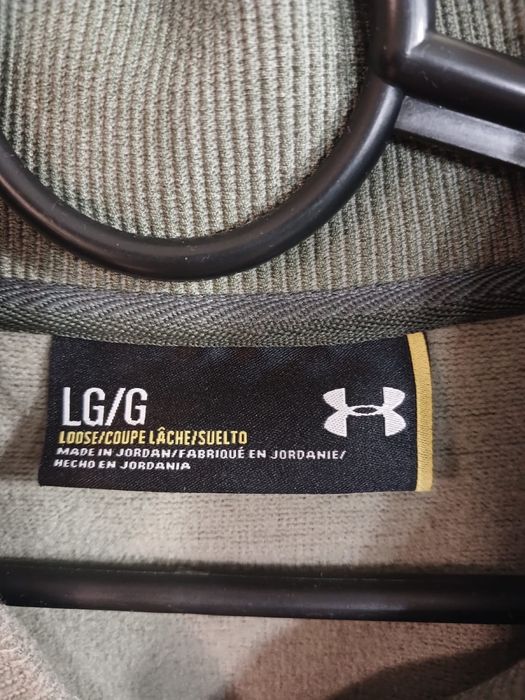 LG/G
LOOSE/COUPE LÂCHE/SUELTO
MADE IN JORDAN/FABRIQUÉ EN JORDANIE/
HECHO EN JORDANIA